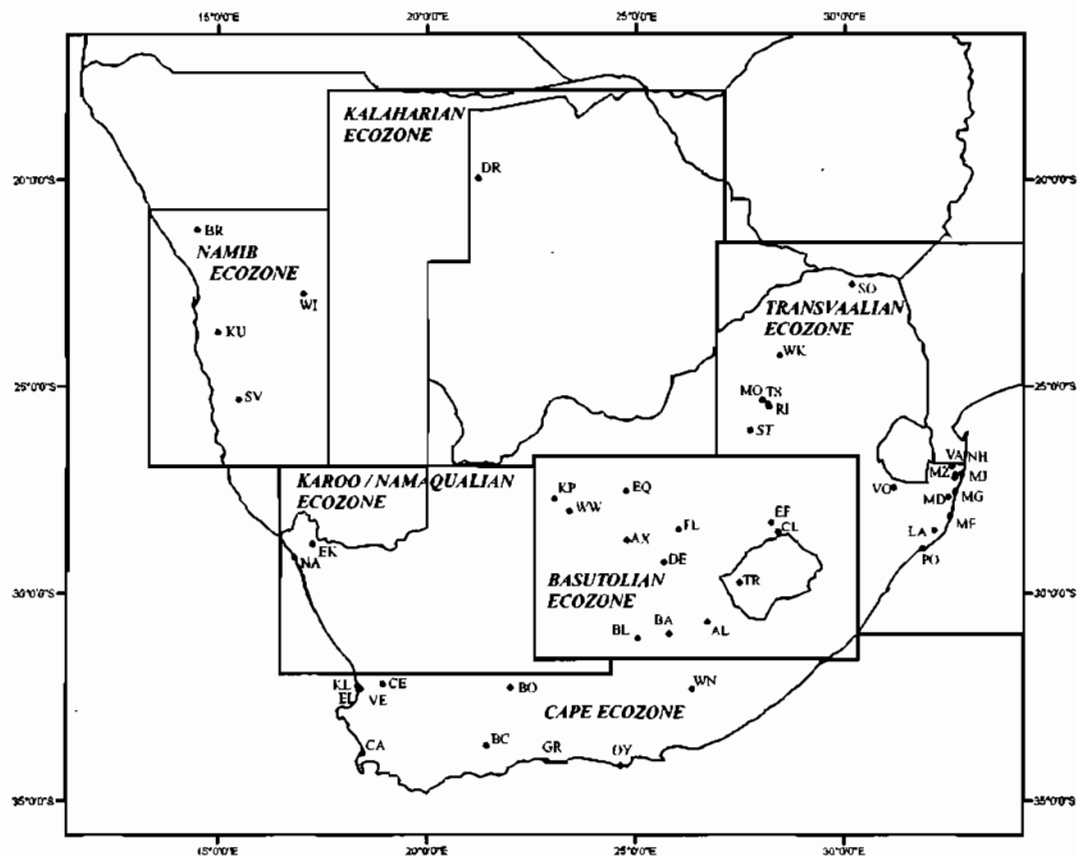 15°0'0"E 20°0'0"E 25°0'0"E 30°0'0"E
KALAHARIAN
ECOZONE
DR
20°0'0"S 20°0'0"S
BR
NAMIB
ECOZONE
WI
KU
SV
SO
TRANSVAALIAN
ECOZONE
WK
25°0'0"S 25°0'0"S
MO TS
RI
ST
VA NH
MZ MJ
VO
MD MG
MF
LA
PO
KAROO / NAMAQUALIAN
ECOZONE
EK
NA
KP
EQ
WW
FL
EF
CL
AX
DE
BASUTOLIAN
ECOZONE
TR
30°0'0"S 30°0'0"S
BL
BA
AL
KL
EL
VE
CE
BO
WN
CAPE ECOZONE
CA
BC
GR
OY
35°0'0"S 35°0'0"S
15°0'0"E 20°0'0"E 25°0'0"E 30°0'0"E